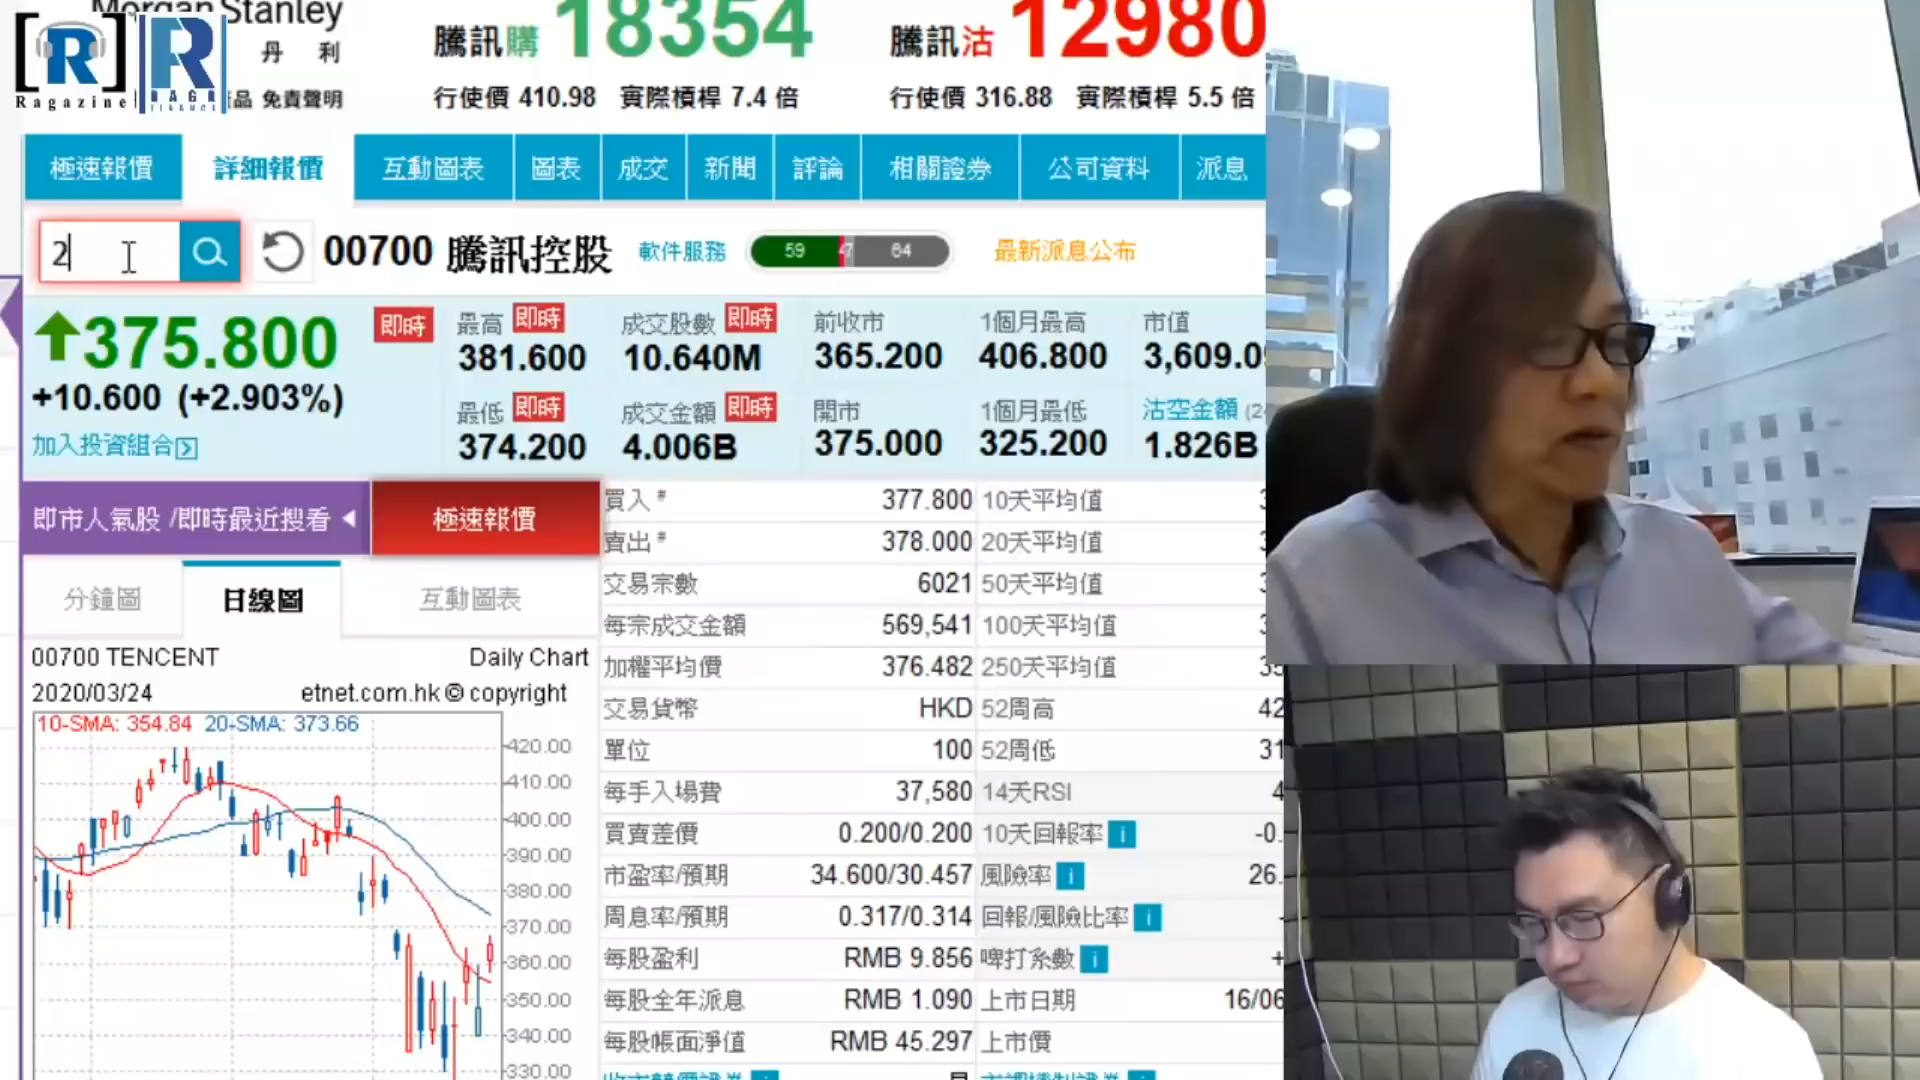 Morgan Stanley
丹 利
品 免責聲明
[R] R
Ragazine
騰訊購 18354
行使價 410.98 實際槓桿 7.4 倍
騰訊沽 12980
行使價 316.88 實際槓桿 5.5 倍
極速報價 詳細報價 互動圖表 圖表 成交 新聞 評論 相關證券 公司資料 派息
2
00700 騰訊控股 軟件服務 59 47 64 最新派息公布
375.800 即時
+10.600 (+2.903%)
加入投資組合
最高 即時 成交股數 即時 前收市 1個月最高 市值
381.600 10.640M 365.200 406.800 3,609.0
最低 即時 成交金額 即時 開市 1個月最低 沽空金額
374.200 4.006B 375.000 325.200 1.826B
即市人氣股 /即時最近搜看 極速報價
分鐘圖 日線圖 互動圖表
00700 TENCENT Daily Chart
2020/03/24 etnet.com.hk © copyright
10-SMA: 354.84 20-SMA: 373.66
420.00
410.00
400.00
390.00
380.00
370.00
360.00
350.00
340.00
330.00
買入# 377.800 10天平均值
賣出# 378.000 20天平均值
交易宗數 6021 50天平均值
每宗成交金額 569,541 100天平均值
加權平均價 376.482 250天平均值
交易貨幣 HKD 52周高 42
單位 100 52周低 31
每手入場費 37,580 14天RSI 4
買賣差價 0.200/0.200 10天回報率 i -0.
市盈率/預期 34.600/30.457 風險率 i 26.
周息率/預期 0.317/0.314 回報/風險比率 i
每股盈利 RMB 9.856 啤打系數 i +
每股全年派息 RMB 1.090 上市日期 16/06
每股帳面淨值 RMB 45.297 上市價